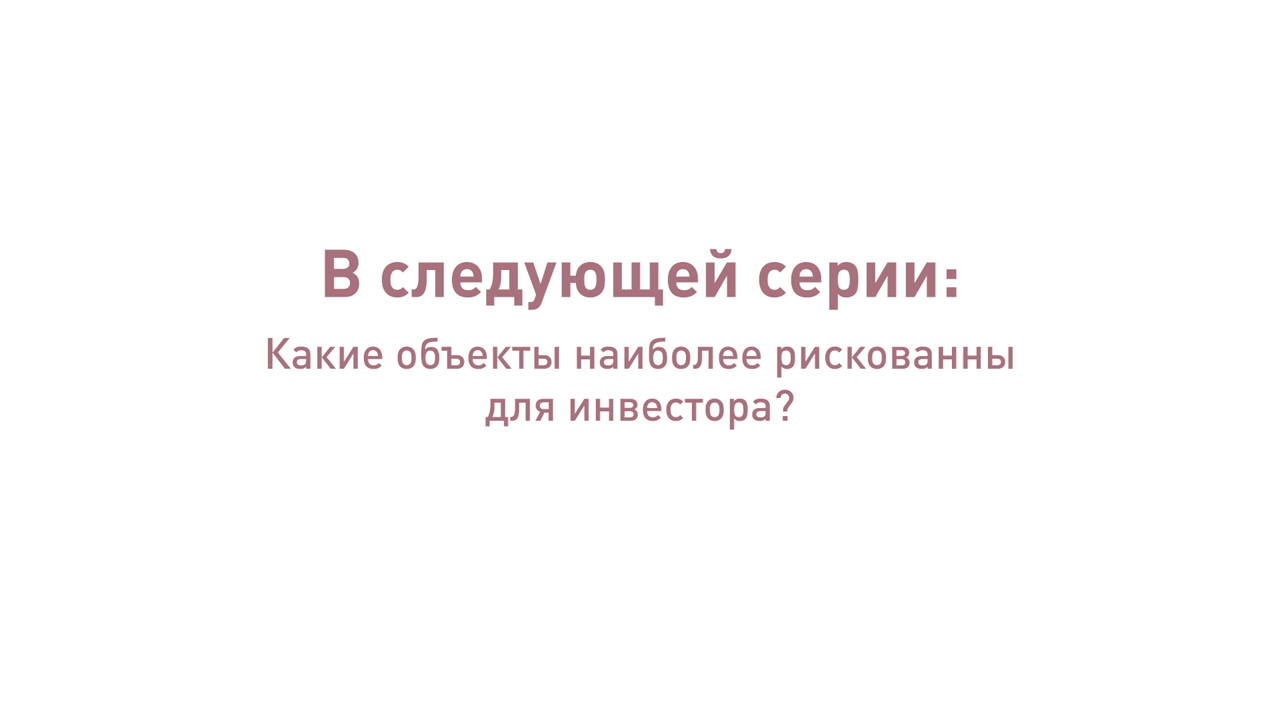 В следующей серии:
Какие объекты наиболее рискованны
для инвестора?